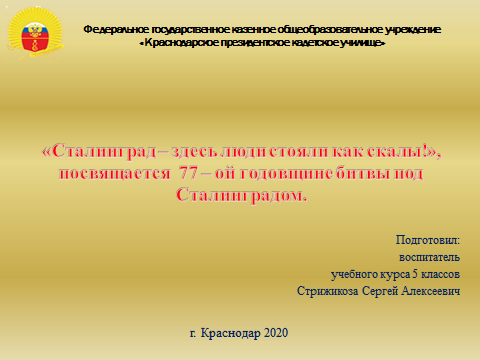 Федеральное государственное казенное общеобразовательное учреждение
«Краснодарское президентское кадетское училище»
«Сталинград – здесь люди стояли как скалы!»,
посвящается 77 – ой годовщине битвы под
Сталинградом.
Подготовил:
воспитатель
учебного курса 5 классов
Стрижикоза Сергей Алексеевич
г. Краснодар 2020